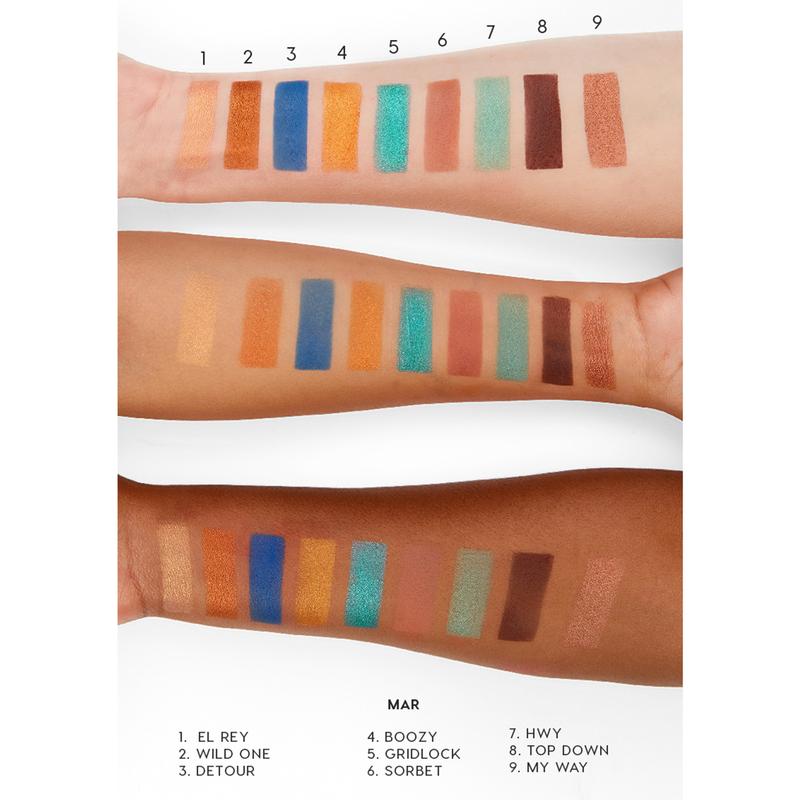 1 2 3 4 5 6 7 8 9
MAR
1. EL REY
2. WILD ONE
3. DETOUR
4. BOOZY
5. GRIDLOCK
6. SORBET
7. HWY
8. TOP DOWN
9. MY WAY